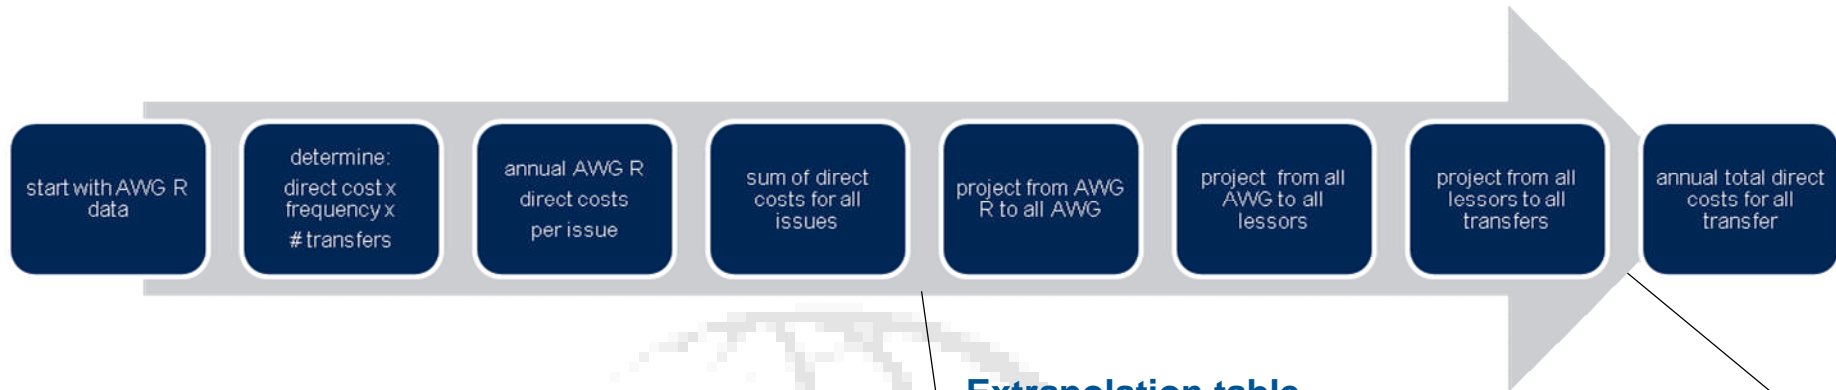 start with AWG R
data
determine:
direct cost x
frequency x
# transfers
annual AWG R
direct costs
per issue
sum of direct
costs for all
issues
project from AWG
R to all AWG
project from all
AWG to all
lessors
project from all
lessors to all
transfers
annual total direct
costs for all
transfer
Extrapolation table